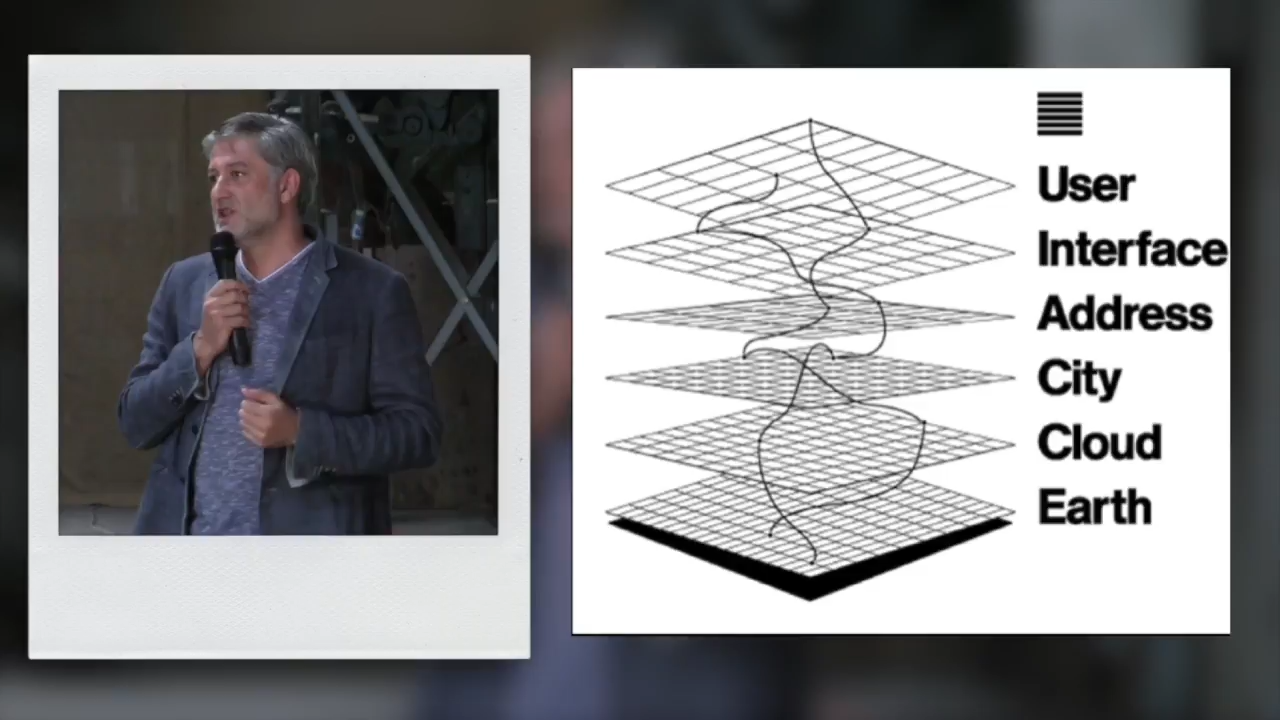 User
Interface
Address
City
Cloud
Earth